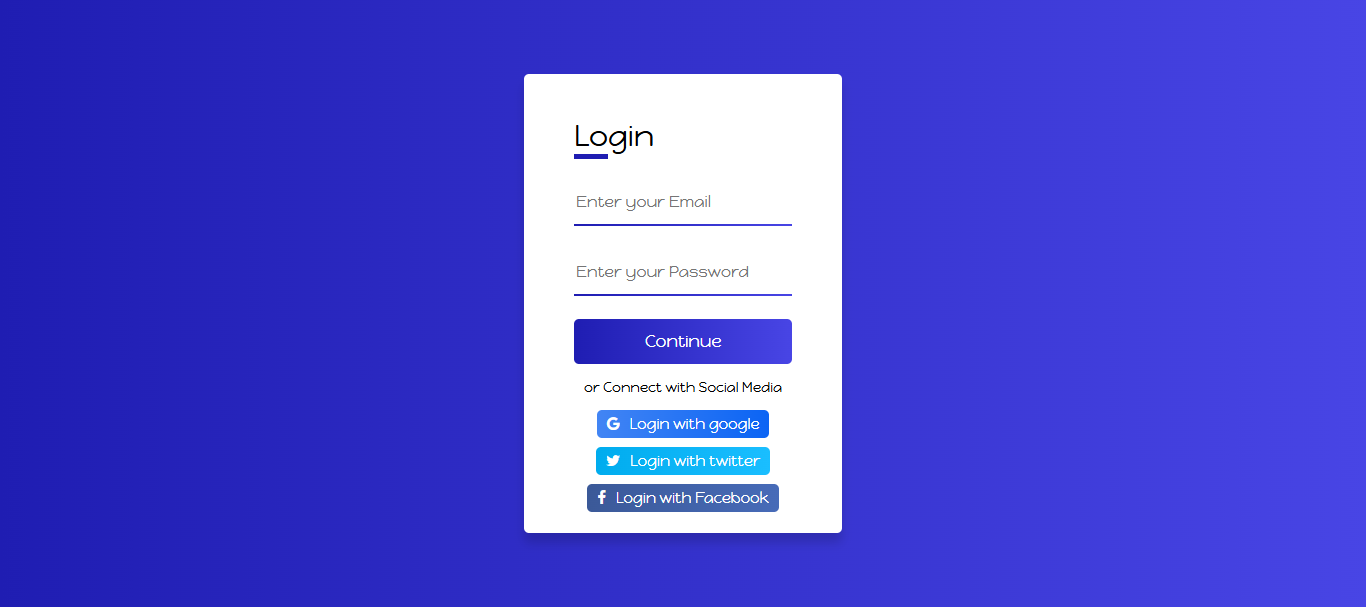 Login
Enter your Email
Enter your Password
Continue
or Connect with Social Media
Login with google
Login with twitter
Login with Facebook